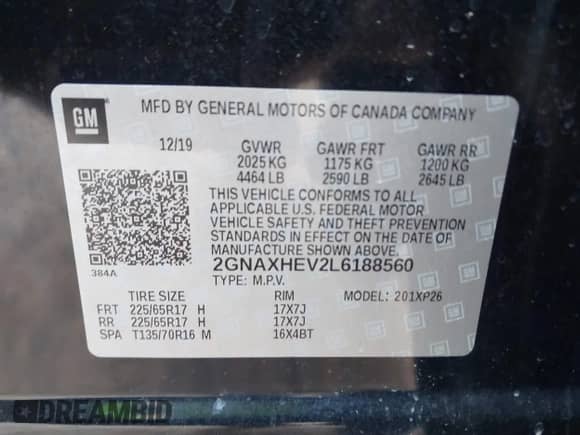 GM
MFD BY GENERAL MOTORS OF CANADA COMPANY
12/19 GVWR GAWR FRT GAWR RR
2025 KG 1175 KG 1200 KG
4464 LB 2590 LB 2645 LB
THIS VEHICLE CONFORMS TO ALL
APPLICABLE U.S. FEDERAL MOTOR
VEHICLE SAFETY AND THEFT PREVENTION
STANDARDS IN EFFECT ON THE DATE OF
MANUFACTURE SHOWN ABOVE.
384A 2GNAXHEV2L6188560
TYPE: M.P.V.
TIRE SIZE RIM MODEL: 201XP26
FRT 225/65R17 H 17X7J
RR 225/65R17 H 17X7J
SPA T135/70R16 M 16X4BT
DREAMBID